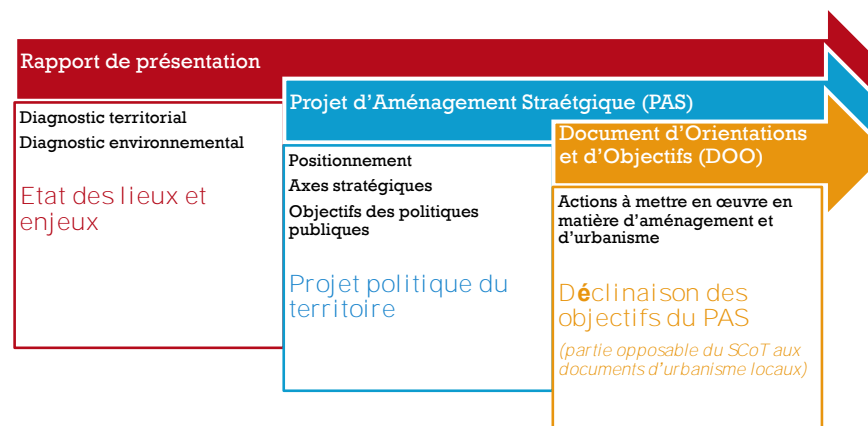 Rapport de présentation
Diagnostic territorial
Diagnostic environnemental
Etat des lieux et
enjeux
Projet d'Aménagement Straétgique (PAS)
Positionnement
Axes stratégiques
Objectifs des politiques
publiques
Projet politique du
territoire
Document d'Orientations
et d'Objectifs (DOO)
Actions à mettre en œuvre en
matière d'aménagement et
d'urbanisme
Déclinaison des
objectifs du PAS
(partie opposable du SCoT aux
documents d'urbanisme locaux)